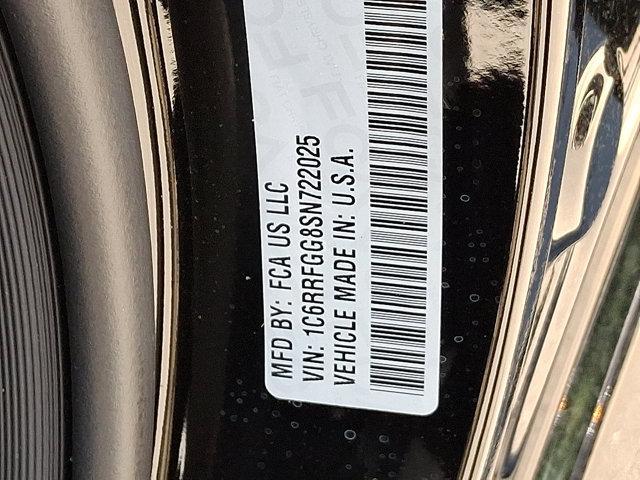 MFD BY: FCA US LLC
VIN: 1C6RRFGG8SN722025
VEHICLE MADE IN: U.S.A.